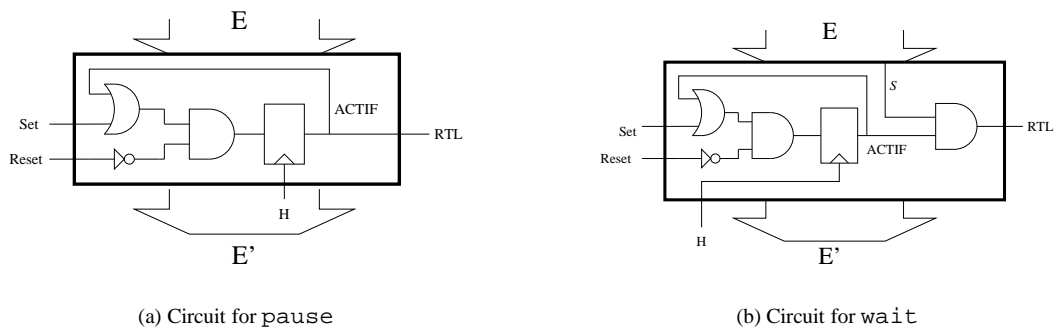 E
ACTIF
Set
Reset
RTL
H
E’
(a) Circuit for pause
E
S
Set
Reset
ACTIF
RTL
H
E’
(b) Circuit for wait